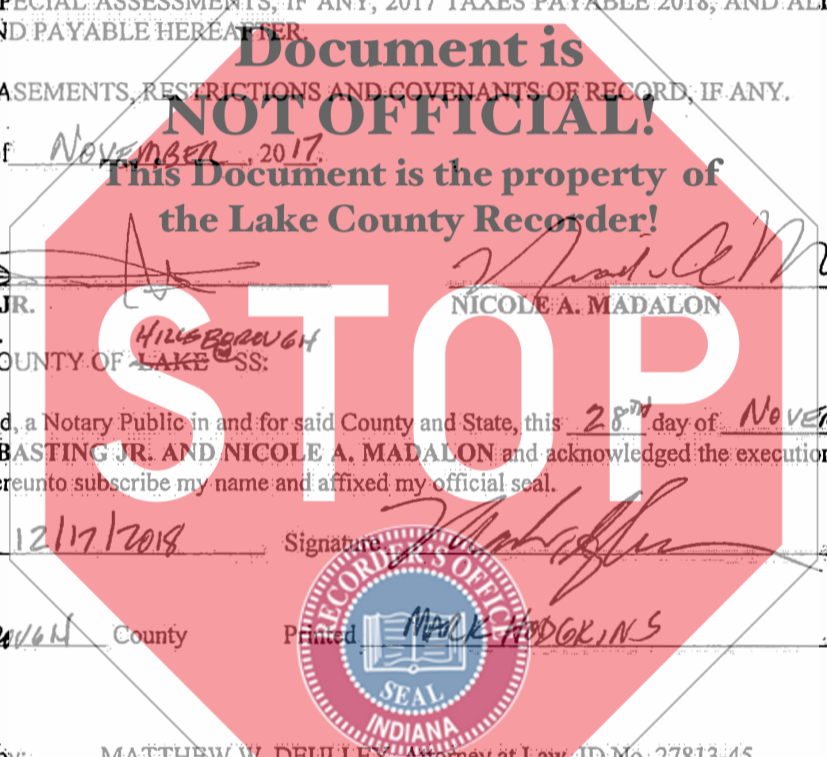 PECIAL ASSESSMENTS, IF ANY, 2017 TAXES PAYABLE 2018, AND ALL
ND PAYABLE HEREAFTER.
Document is
ASEMENTS, RESTRICTIONS AND COVENANTS OF RECORD, IF ANY.
NOT OFFICIAL!
f NOVEMBER, 2017.
This Document is the property of
the Lake County Recorder!
JR. NICOLE A. MADALON
STOP
HILLSBOROUGH
OUNTY OF LAKE SS:
d, a Notary Public in and for said County and State, this 28TH day of NOVE
BASTING JR. AND NICOLE A. MADALON and acknowledged the execution
ereunto subscribe my name and affixed my official seal.
12/17/2018 Signature
RECORDER'S OFFICE
OUGH County Printed MARK HODGKINS
SEAL
INDIANA
by: MATTHEW W. DEULLEY, Attorney at Law, ID No. 27813-45